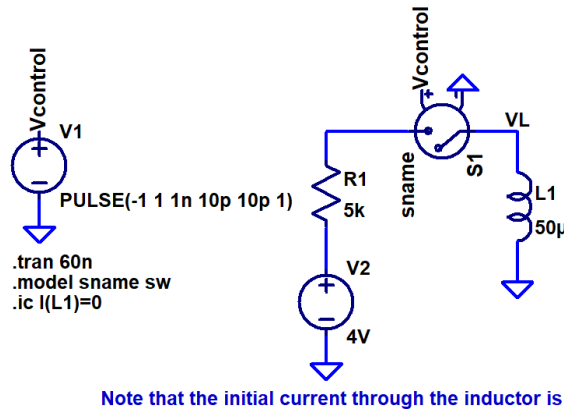 Vcontrol
V1
PULSE(-1 1 1n 10p 10p 1)
.tran 60n
.model sname sw
.ic I(L1)=0
Vcontrol
VL
sname
S1
R1
5k
L1
50µ
V2
4V
Note that the initial current through the inductor is